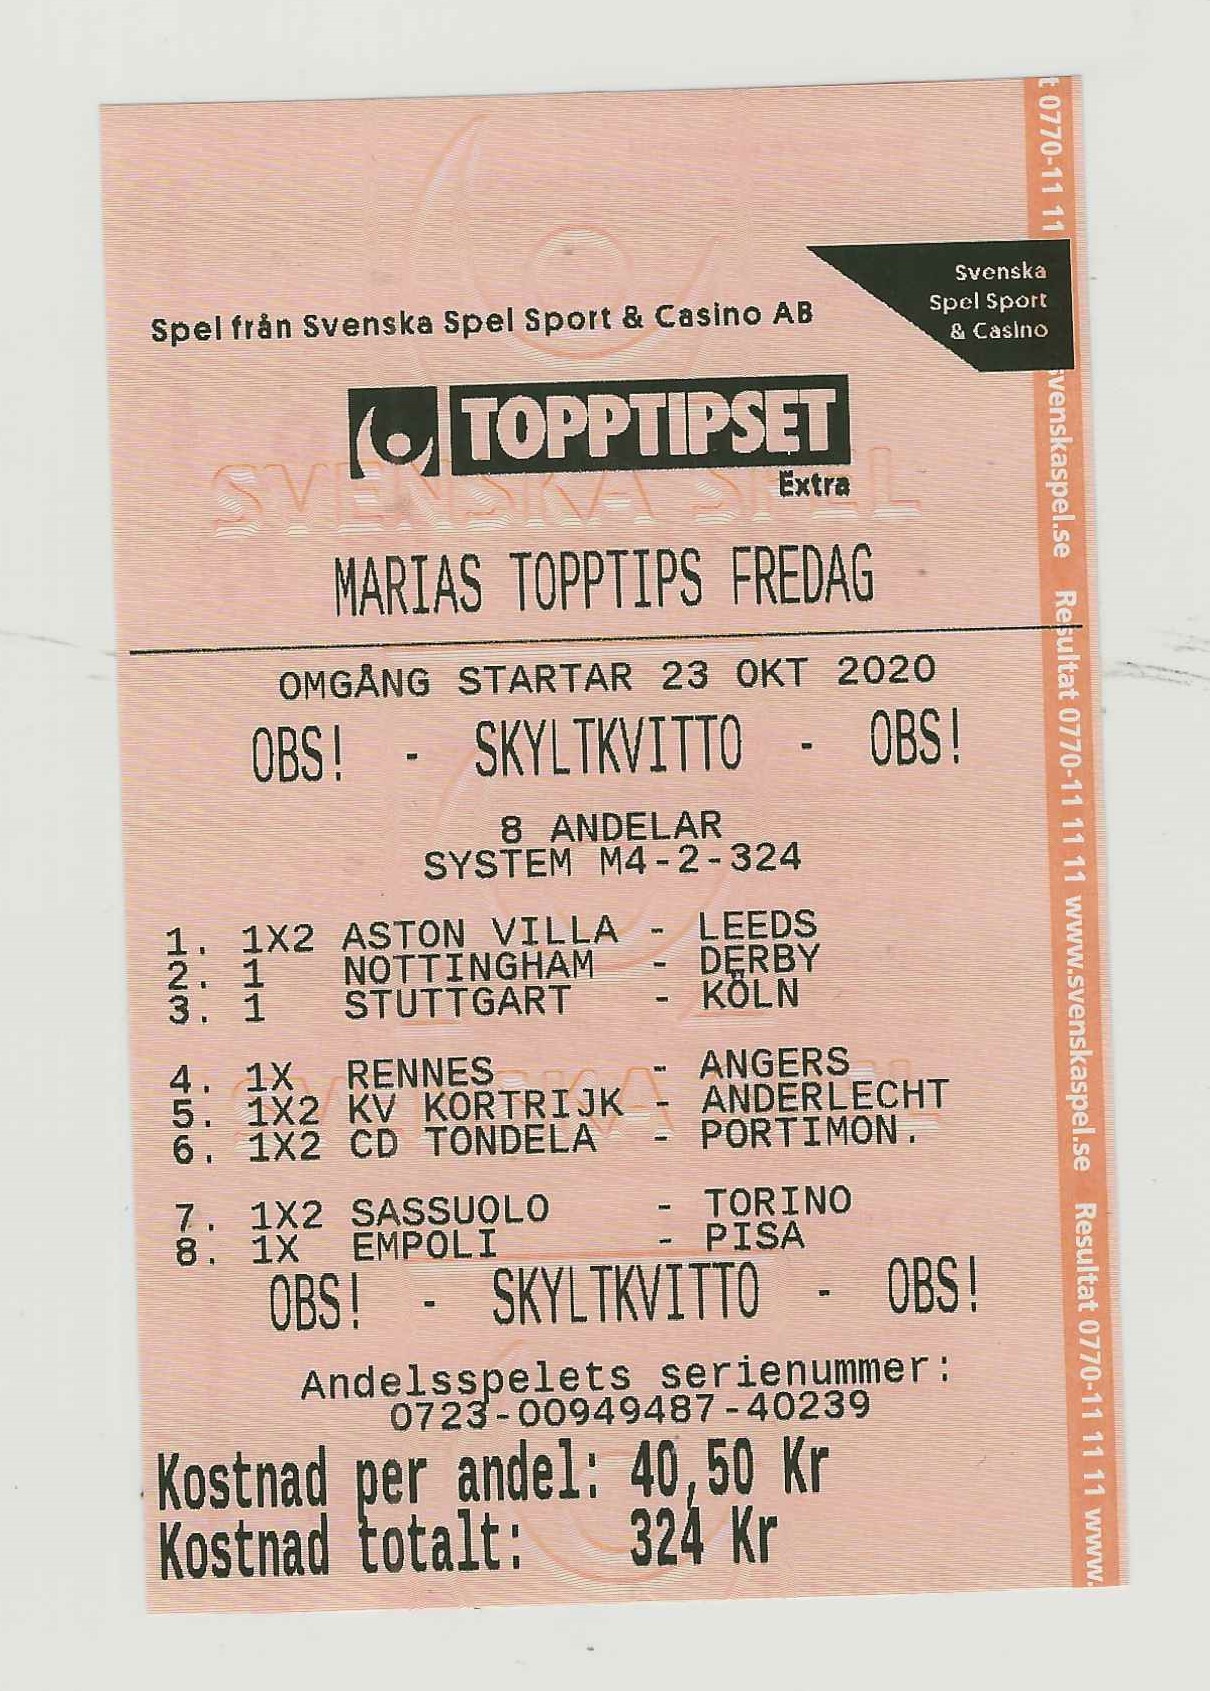 Svenska
Spel Sport
& Casino
Spel från Svenska Spel Sport & Casino AB
TOPPTIPSET
Extra
SVENSKA SPEL
MARIAS TOPPTIPS FREDAG
OMGÅNG STARTAR 23 OKT 2020
OBS! - SKYLTKVITTO - OBS!
8 ANDELAR
SYSTEM M4-2-324
1. 1X2 ASTON VILLA - LEEDS
2. 1 NOTTINGHAM - DERBY
3. 1 STUTTGART - KÖLN
4. 1X RENNES - ANGERS
5. 1X2 KV KORTRIJK - ANDERLECHT
6. 1X2 CD TONDELA - PORTIMON.
SVENSKA SPEL
7. 1X2 SASSUOLO - TORINO
8. 1X EMPOLI - PISA
OBS! - SKYLTKVITTO - OBS!
Andelsspelets serienummer:
0723-00949487-40239
Kostnad per andel: 40,50 Kr
Kostnad totalt: 324 Kr
t 0770-11 11 svenskaspel.se Resultat 0770-11 11 11 www.svenskaspel.se Resultat 0770-11 11 11 www.